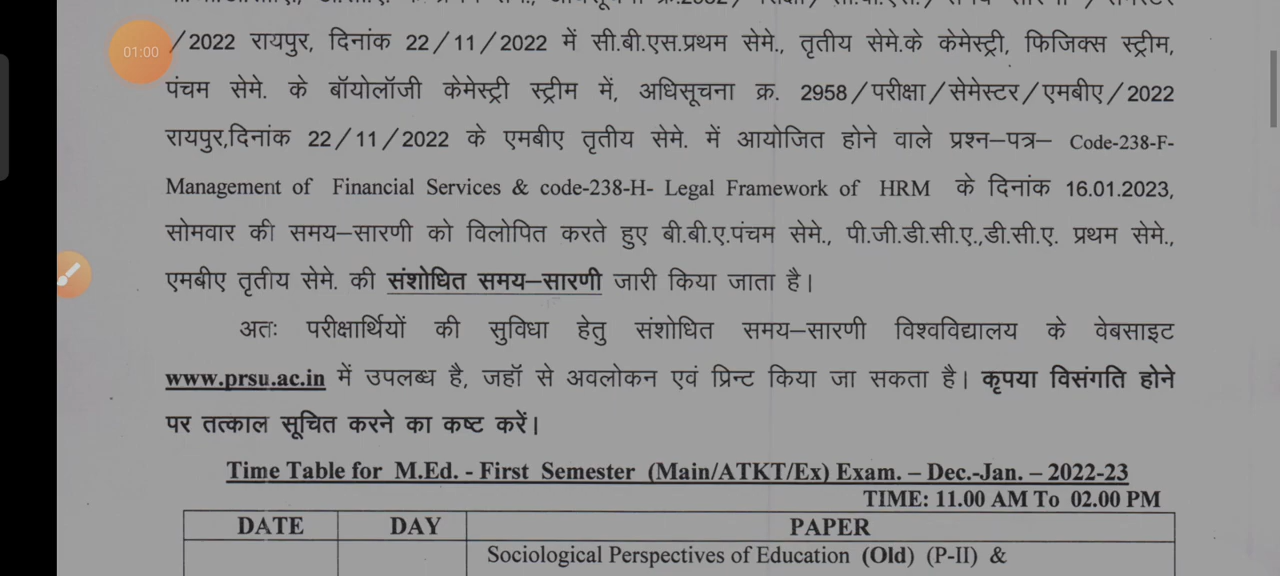 /2022 रायपुर, दिनांक 22/11/2022 में सी.बी.एस.प्रथम सेमे., तृतीय सेमे.के केमेस्ट्री, फिजिक्स स्ट्रीम,
01:00
पंचम सेमे. के बॉयोलॉजी केमेस्ट्री स्ट्रीम में, अधिसूचना क्र. 2958/परीक्षा/सेमेस्टर/एमबीए/2022
रायपुर,दिनांक 22/11/2022 के एमबीए तृतीय सेमे. में आयोजित होने वाले प्रश्न–पत्र– Code-238-F-
Management of Financial Services & code-238-H- Legal Framework of HRM के दिनांक 16.01.2023,
सोमवार की समय–सारणी को विलोपित करते हुए बी.बी.ए.पंचम सेमे., पी.जी.डी.सी.ए.,डी.सी.ए. प्रथम सेमे.,
एमबीए तृतीय सेमे. की संशोधित समय–सारणी जारी किया जाता है।
अतः परीक्षार्थियों की सुविधा हेतु संशोधित समय–सारणी विश्वविद्यालय के वेबसाइट
www.prsu.ac.in में उपलब्ध है, जहॉ से अवलोकन एवं प्रिन्ट किया जा सकता है। कृपया विसंगति होने
पर तत्काल सूचित करने का कष्ट करें।
Time Table for M.Ed. - First Semester (Main/ATKT/Ex) Exam. – Dec.-Jan. – 2022-23
TIME: 11.00 AM To 02.00 PM
DATE DAY PAPER
Sociological Perspectives of Education (Old) (P-II) &